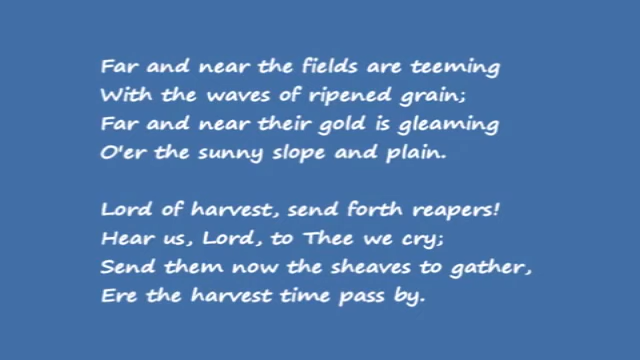 Far and near the fields are teeming
With the waves of ripened grain;
Far and near their gold is gleaming
O'er the sunny slope and plain.
Lord of harvest, send forth reapers!
Hear us, Lord, to Thee we cry;
Send them now the sheaves to gather,
Ere the harvest time pass by.